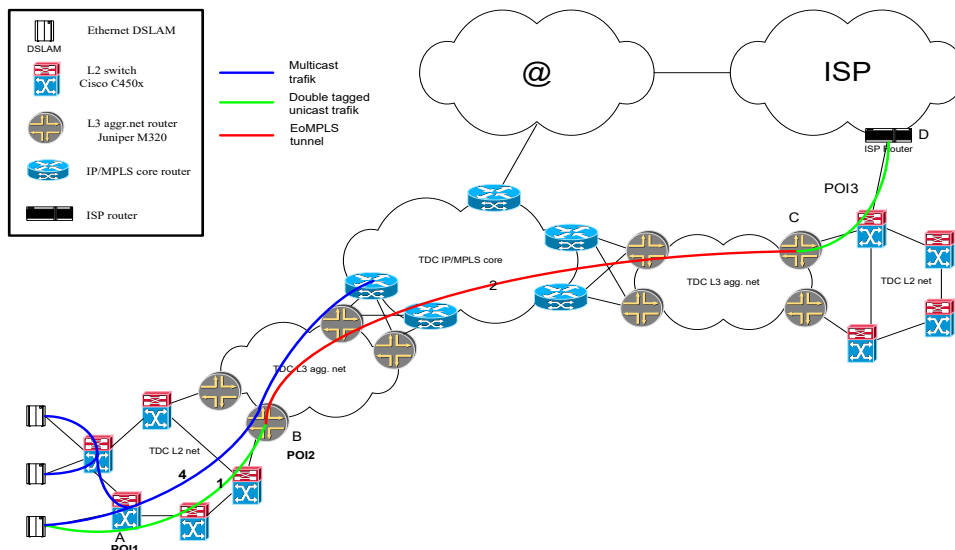 Ethernet DSLAM
DSLAM
L2 switch
Cisco C450x
L3 aggr.net router
Juniper M320
IP/MPLS core router
ISP router
Multicast
trafik
Double tagged
unicast trafik
EoMPLS
tunnel
@
ISP
D
ISP Router
POI3
C
TDC IP/MPLS core
2
TDC L3 agg. net
TDC L2 net
TDC L3 agg. net
B
POI2
TDC L2 net
4
1
A
POI1